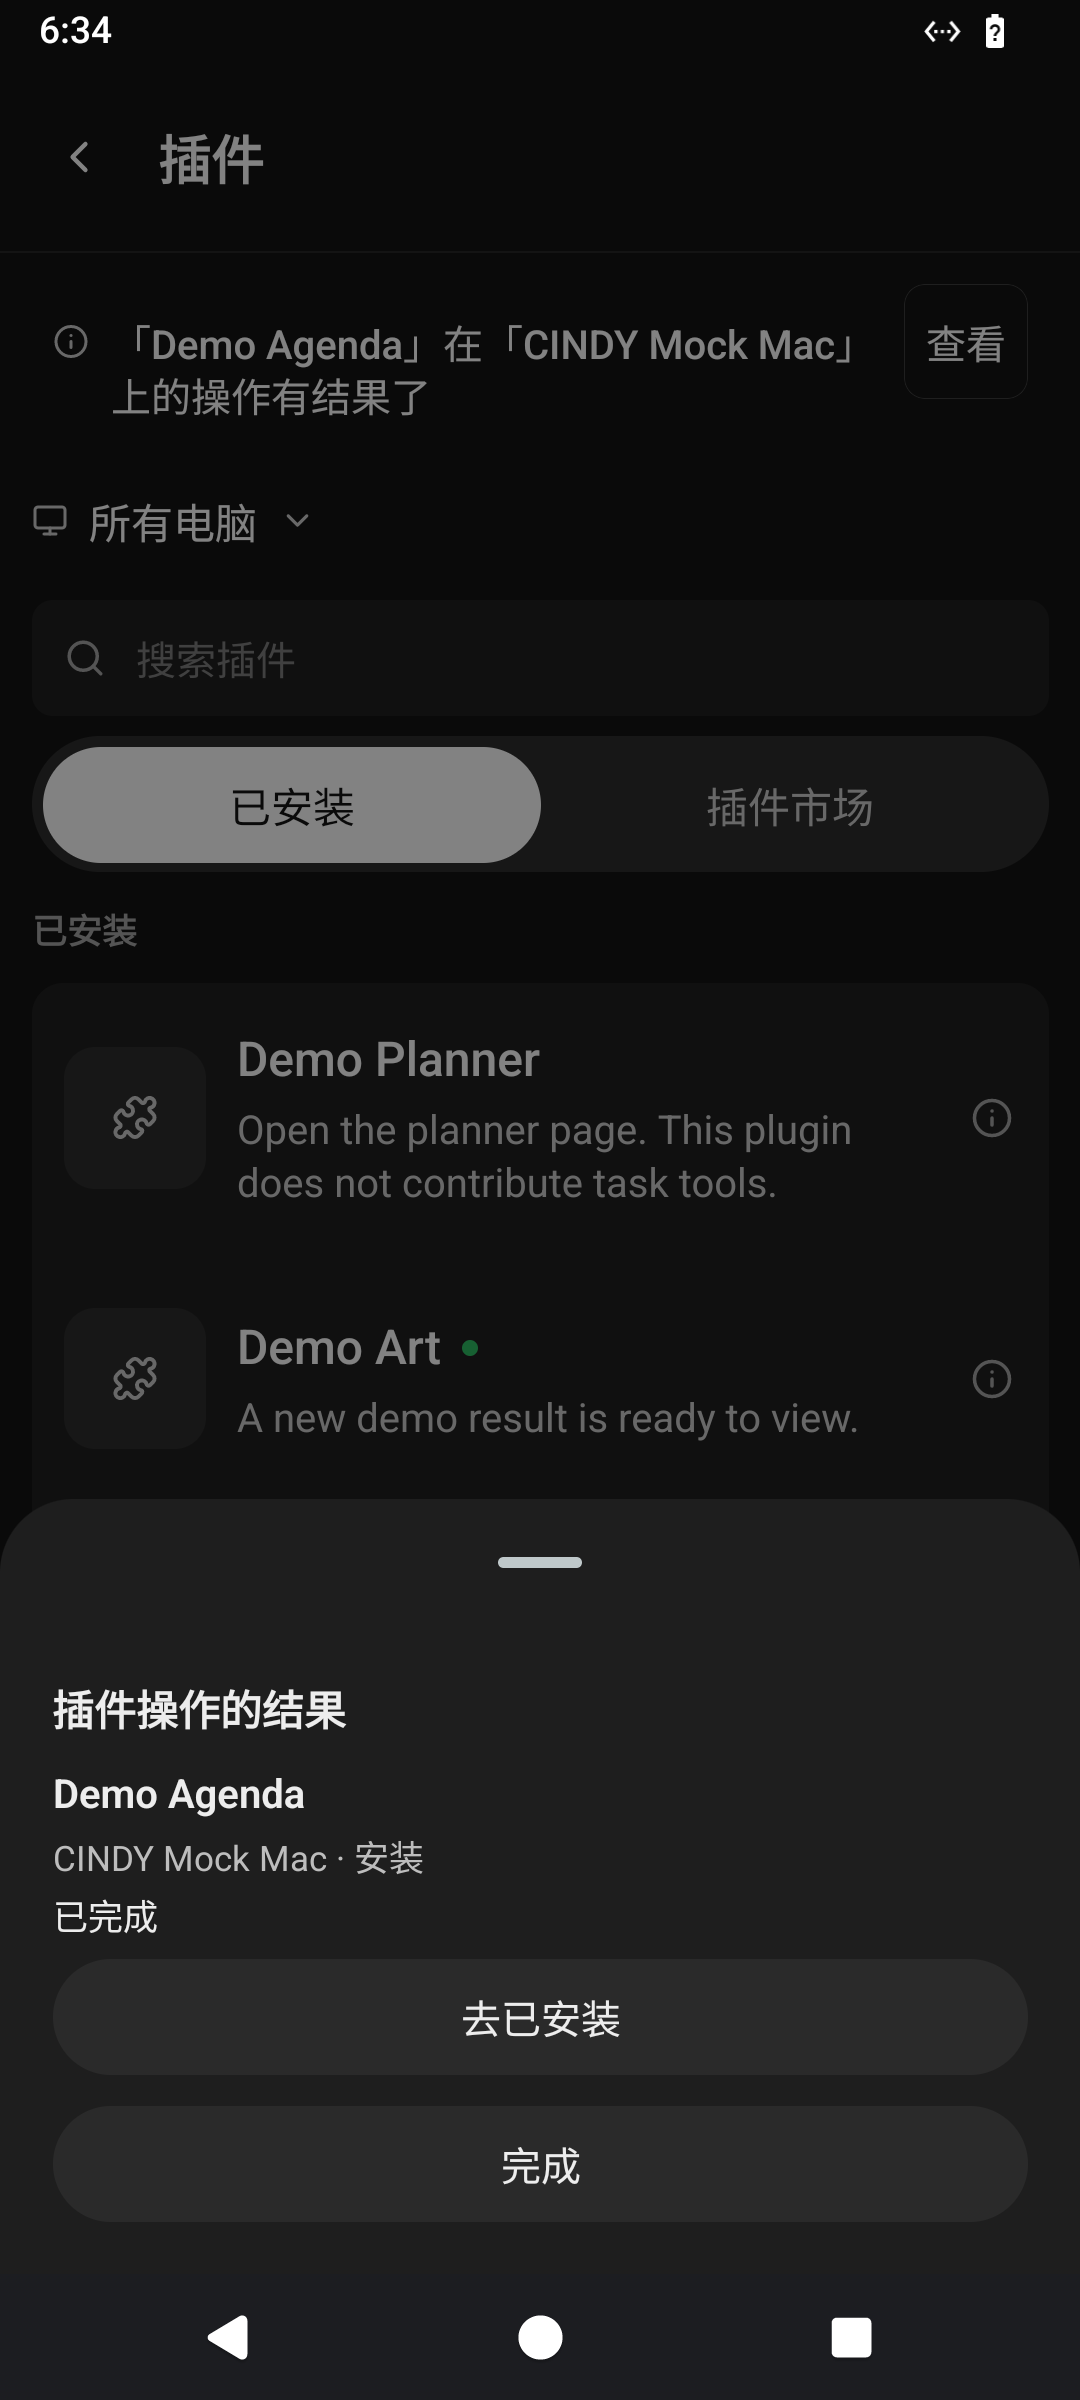 6:34
插件
「Demo Agenda」在「CINDY Mock Mac」
上的操作有结果了
查看
所有电脑
搜索插件
已安装
插件市场
已安装
Demo Planner
Open the planner page. This plugin
does not contribute task tools.
Demo Art
A new demo result is ready to view.
插件操作的结果
Demo Agenda
CINDY Mock Mac · 安装
已完成
去已安装
完成